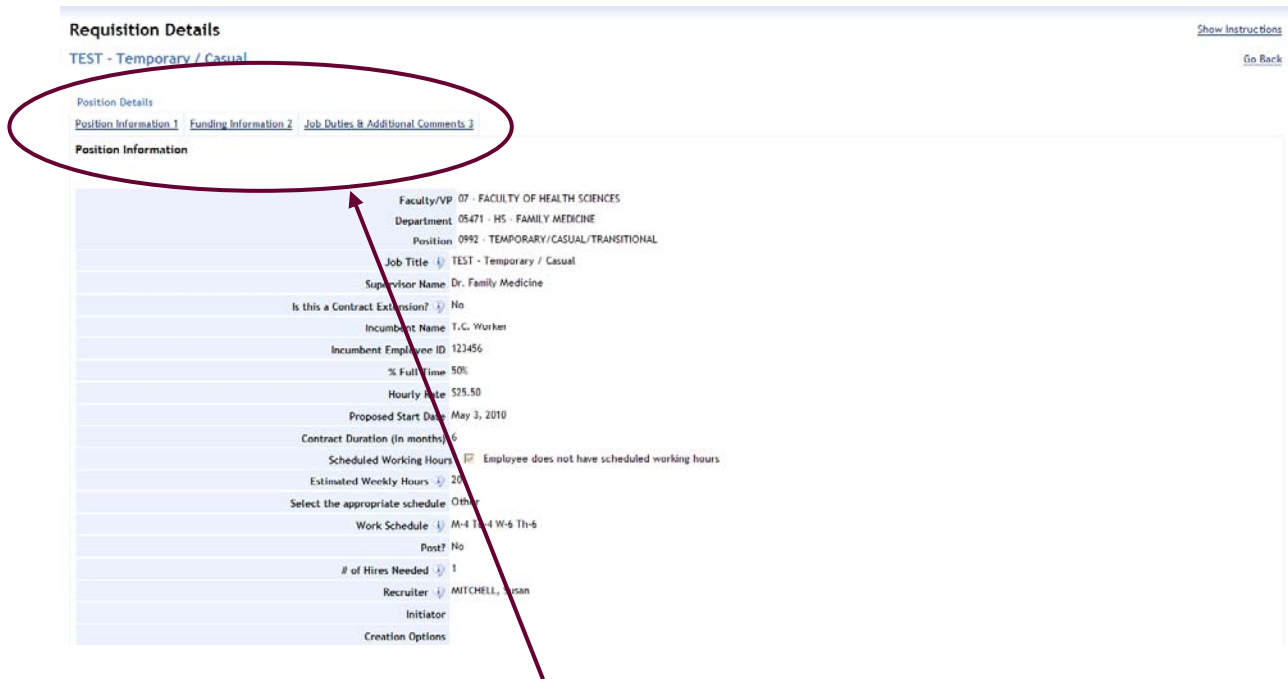 Requisition Details
Show Instructions
TEST - Temporary / Casual
Go Back
Position Details
Position Information 1 Funding Information 2 Job Duties & Additional Comments 3
Position Information
Faculty/VP 07 - FACULTY OF HEALTH SCIENCES
Department 05471 - HS - FAMILY MEDICINE
Position 0992 - TEMPORARY/CASUAL/TRANSITIONAL
Job Title TEST - Temporary / Casual
Supervisor Name Dr. Family Medicine
Is this a Contract Extension? No
Incumbent Name T.C. Worker
Incumbent Employee ID 123456
% Full Time 50%
Hourly Rate $25.50
Proposed Start Date May 3, 2010
Contract Duration (in months) 6
Scheduled Working Hours Employee does not have scheduled working hours
Estimated Weekly Hours 20
Select the appropriate schedule Other
Work Schedule M-4 Tu-4 W-6 Th-6
Post? No
# of Hires Needed 1
Recruiter MITCHELL, Susan
Initiator
Creation Options